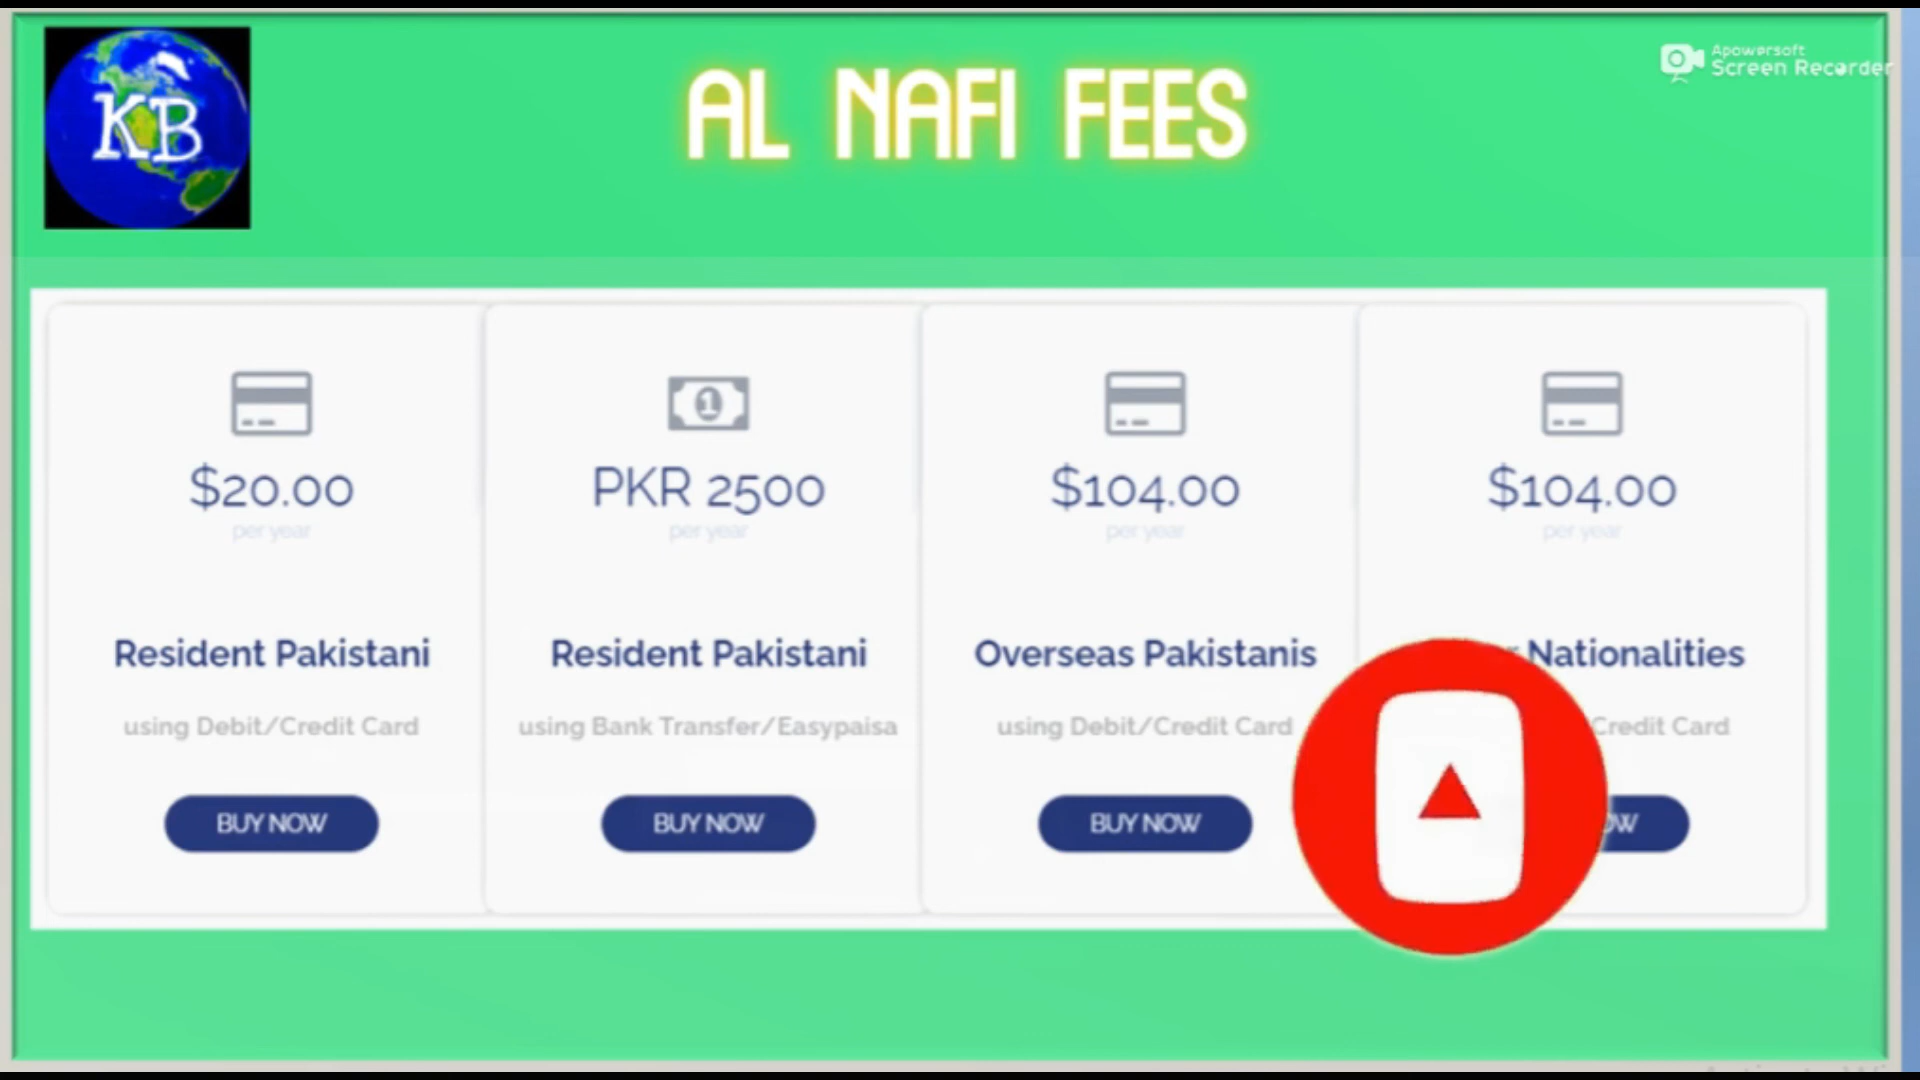 KB
AL NAFI FEES
Apowersoft
Screen Recorder
1
$20.00
per year
Resident Pakistani
using Debit/Credit Card
BUY NOW
PKR 2500
per year
Resident Pakistani
using Bank Transfer/Easypaisa
BUY NOW
$104.00
per year
Overseas Pakistanis
using Debit/Credit Card
BUY NOW
$104.00
per year
Nationalities
Credit Card